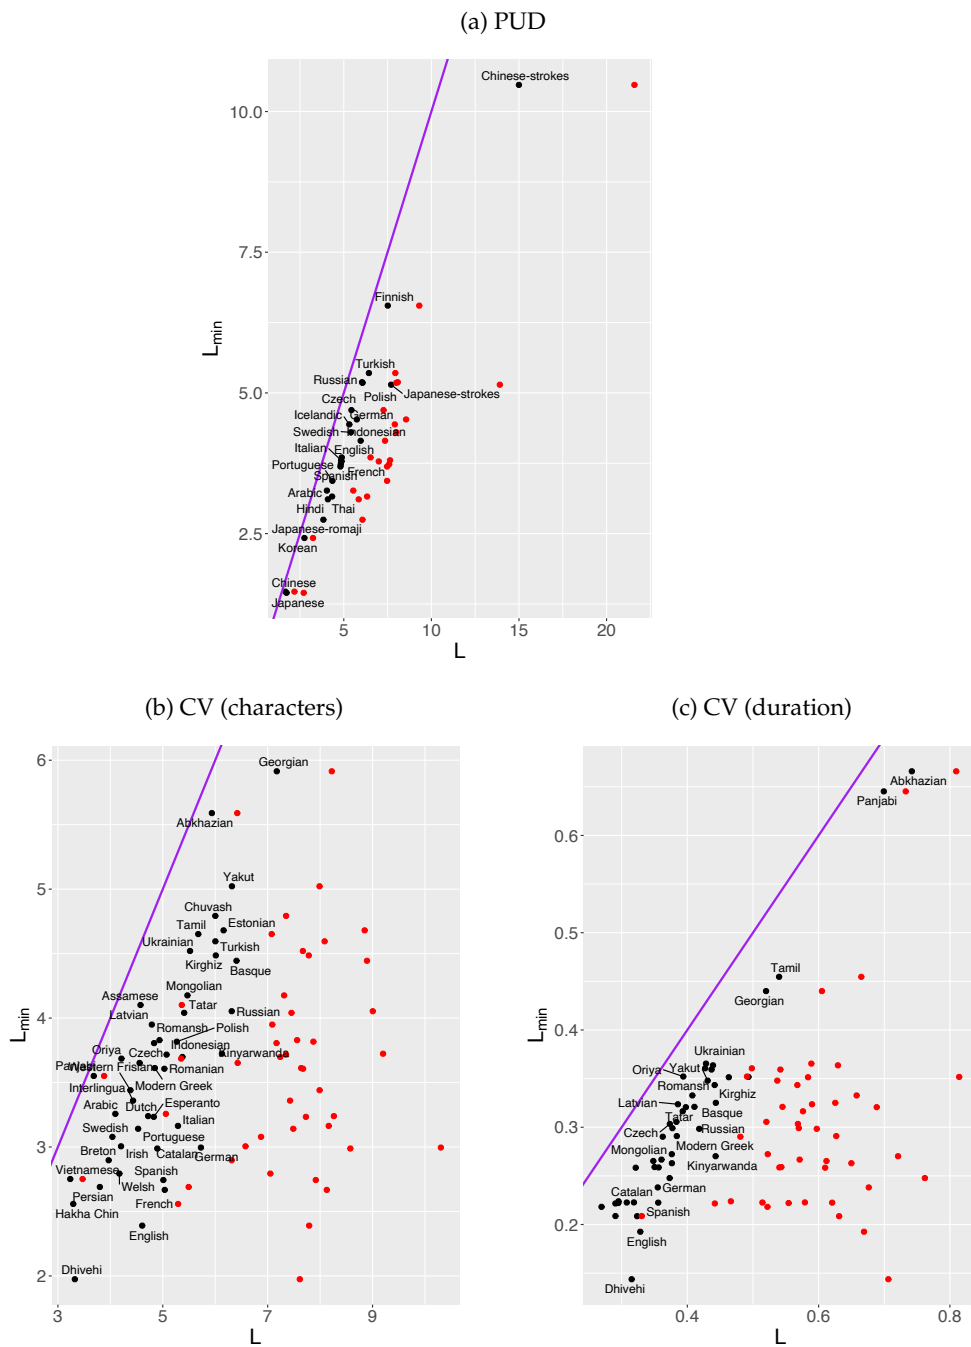 (a) PUD
Chinese-strokes
10.0
7.5
Finnish
Lmin
Turkish
Russian
5.0
Polish
Japanese-strokes
Czech
Icelandic
German
Swedish
Indonesian
Italian
English
Portuguese
French
Spanish
Arabic
Hindi
Thai
2.5
Japanese-romaji
Korean
Chinese
Japanese
5
10
15
20
L
(b) CV (characters)
6
Georgian
Abkhazian
5
Yakut
Chuvash
Tamil
Estonian
Ukrainian
Turkish
Kirghiz
Basque
Mongolian
Assamese
Tatar
Latvian
Russian
Lmin
4
Romansh
Polish
Oriya
Czech
Indonesian
Kinyarwanda
Panjabi
Western Frisian
Romanian
Interlingua
Modern Greek
Arabic
Dutch
Esperanto
Swedish
Italian
Portuguese
3
Breton
Irish
Catalan
German
Vietnamese
Spanish
Persian
Welsh
Hakha Chin
French
English
2
Dhivehi
3
5
7
9
L
(c) CV (duration)
Abkhazian
Panjabi
0.6
0.5
Tamil
Georgian
Lmin
0.4
Ukrainian
Oriya
Yakut
Romansh
Kirghiz
Latvian
Basque
0.3
Tatar
Czech
Russian
Mongolian
Modern Greek
Kinyarwanda
Catalan
German
0.2
Spanish
English
Dhivehi
0.4
0.6
0.8
L